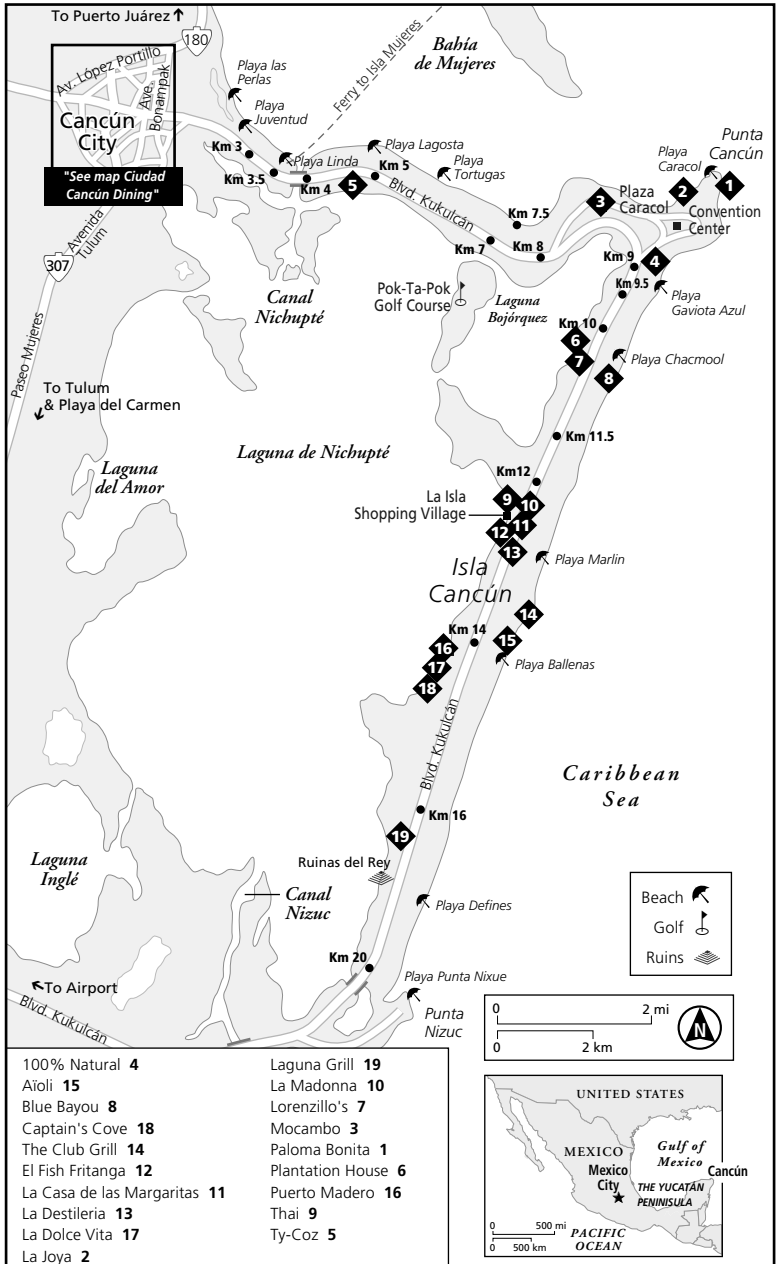 To Puerto Juárez
180
Bahía
de Mujeres
Av. López Portillo
Ave.
Bonampak
Cancún
City
"See map Ciudad
Cancún Dining"
Playa las
Perlas
Ferry to Isla Mujeres
Playa
Juventud
Km 3
Km 3.5
Playa Linda
Km 4
5
Playa Lagosta
Km 5
Playa
Tortugas
Blvd. Kukulcán
Km 7
Km 7.5
Km 8
3
Plaza
Caracol
Playa
Caracol
2
Punta
Cancún
1
Convention
Center
Km 9
4
Km 9.5
Playa
Gaviota Azul
Avenida
Tulum
307
Paseo Mujeres
Canal
Nichupté
Pok-Ta-Pok
Golf Course
Laguna
Bojórquez
Km 10
6
7
8
Playa Chacmool
To Tulum
& Playa del Carmen
Km 11.5
Laguna de Nichupté
Laguna
del Amor
Km12
La Isla
Shopping Village
9
10
11
12
13
Playa Marlin
Isla
Cancún
14
Km 14
15
Playa Ballenas
16
17
18
Blvd. Kukulcán
Caribbean
Sea
Km 16
19
Ruinas del Rey
Laguna
Inglé
Canal
Nizuc
Playa Defines
Km 20
Playa Punta Nixue
Punta
Nizuc
To Airport
Blvd. Kukulcán
Beach
Golf
Ruins
0 2 mi
0 2 km
N
100% Natural 4
Aïoli 15
Blue Bayou 8
Captain's Cove 18
The Club Grill 14
El Fish Fritanga 12
La Casa de las Margaritas 11
La Destileria 13
La Dolce Vita 17
La Joya 2
Laguna Grill 19
La Madonna 10
Lorenzillo's 7
Mocambo 3
Paloma Bonita 1
Plantation House 6
Puerto Madero 16
Thai 9
Ty-Coz 5
UNITED STATES
MEXICO
Gulf of
Mexico
Mexico
City
Cancún
THE YUCATÁN
PENINSULA
0 500 mi
0 500 km
PACIFIC
OCEAN